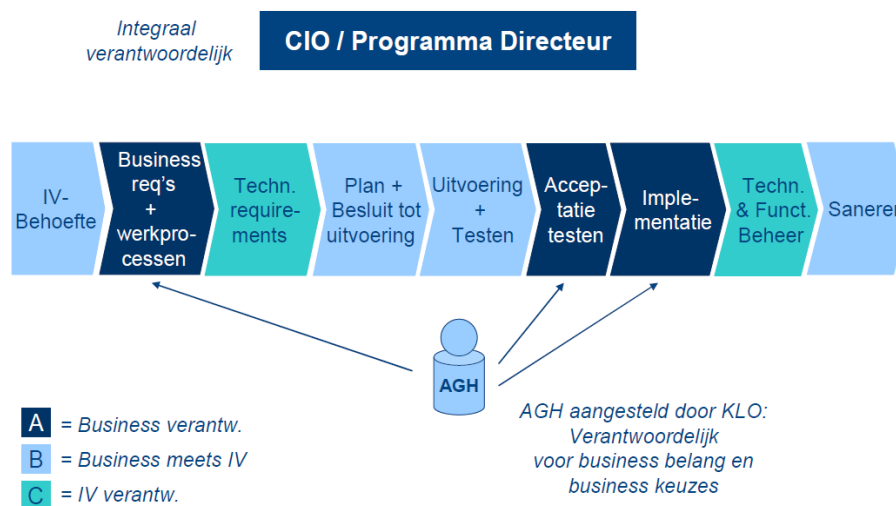 Integraal
verantwoordelijk
CIO / Programma Directeur
IV-
Behoefte
Business
req's
+
werkpro-
cessen
Techn.
requirements
ments
Plan +
Besluit tot
uitvoering
Uitvoering
+
Testen
Accep-
tatie
testen
Imple-
mentatie
Techn.
& Funct.
Beheer
Saneren
AGH
A = Business verantw.
B = Business meets IV
C = IV verantw.
AGH aangesteld door KLO:
Verantwoordelijk
voor business belang en
business keuzes